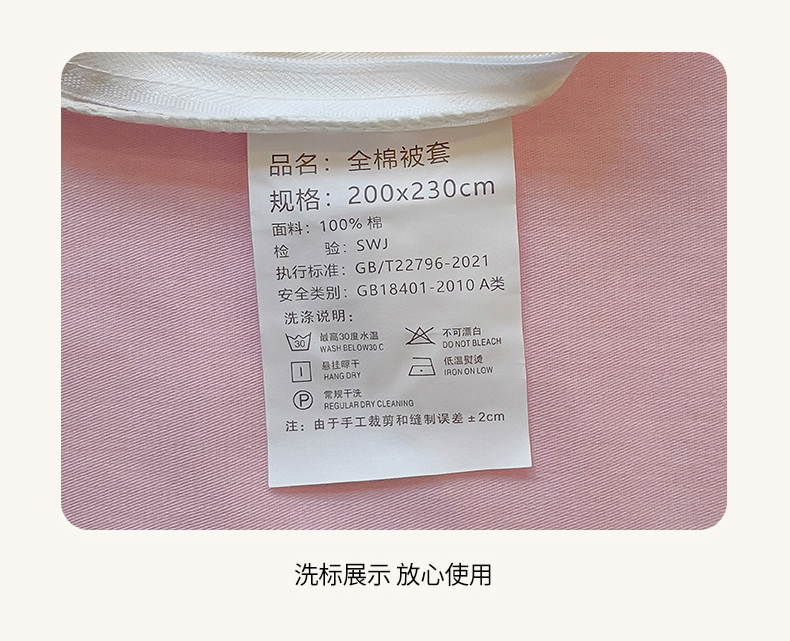 品名：全棉被套
规格：200x230cm
面料：100% 棉
检 验：SWJ
执行标准：GB/T22796-2021
安全类别：GB18401-2010 A类
洗涤说明：
30 最高30度水温 不可漂白
WASH BELOW30 C DO NOT BLEACH
悬挂晾干 低温熨烫
HANG DRY IRON ON LOW
P 常规干洗
REGULAR DRY CLEANING
注：由于手工裁剪和缝制误差±2cm
洗标展示 放心使用